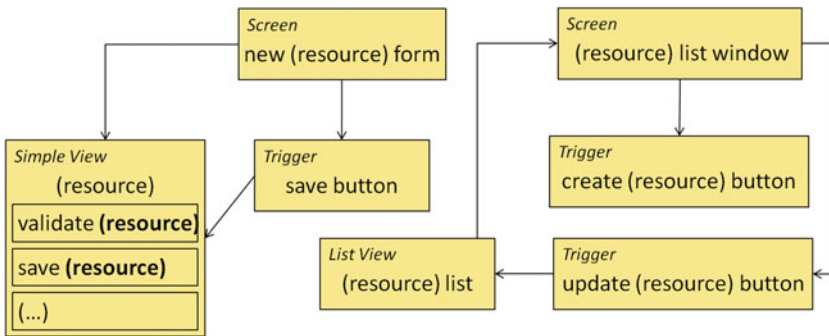 Screen
new (resource) form
Screen
(resource) list window
Simple View
(resource)
validate (resource)
save (resource)
(...)
Trigger
save button
Trigger
create (resource) button
List View
(resource) list
Trigger
update (resource) button